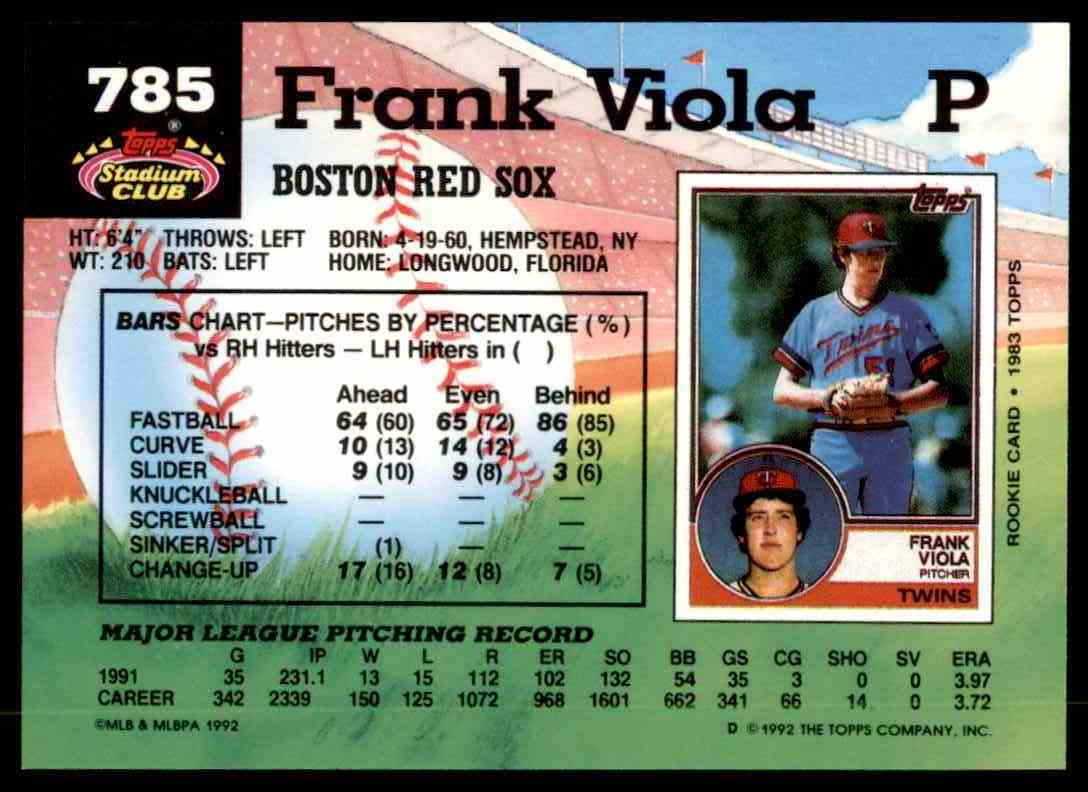 785
Frank Viola P
Topps®
Stadium
CLUB
BOSTON RED SOX
HT: 6'4" THROWS: LEFT BORN: 4-19-60, HEMPSTEAD, NY
WT: 210 BATS: LEFT HOME: LONGWOOD, FLORIDA
BARS CHART—PITCHES BY PERCENTAGE (%)
vs RH Hitters — LH Hitters in ( )
Ahead Even Behind
FASTBALL 64 (60) 65 (72) 86 (85)
CURVE 10 (13) 14 (12) 4 (3)
SLIDER 9 (10) 9 (8) 3 (6)
KNUCKLEBALL — — —
SCREWBALL — — —
SINKER/SPLIT (1) — —
CHANGE-UP 17 (16) 12 (8) 7 (5)
Topps
Twins
51
T
T
FRANK
VIOLA
PITCHER
TWINS
ROOKIE CARD • 1983 TOPPS
MAJOR LEAGUE PITCHING RECORD
G IP W L R ER SO BB GS CG SHO SV ERA
1991 35 231.1 13 15 112 102 132 54 35 3 0 0 3.97
CAREER 342 2339 150 125 1072 968 1601 662 341 66 14 0 3.72
©MLB & MLBPA 1992
D © 1992 THE TOPPS COMPANY, INC.